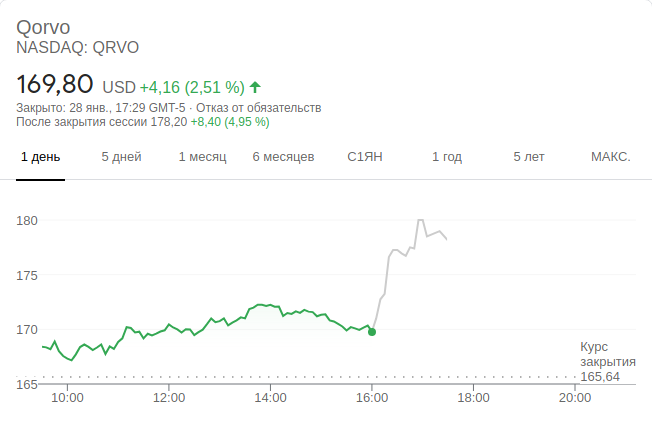 Qorvo
NASDAQ: QRVO
169,80 USD +4,16 (2,51 %)
Закрыто: 28 янв., 17:29 GMT-5 · Отказ от обязательств
После закрытия сессии 178,20 +8,40 (4,95 %)
1 день 5 дней 1 месяц 6 месяцев С1ЯН 1 год 5 лет МАКС.
180
175
170
Курс
закрытия
165,64
165
10:00 12:00 14:00 16:00 18:00 20:00